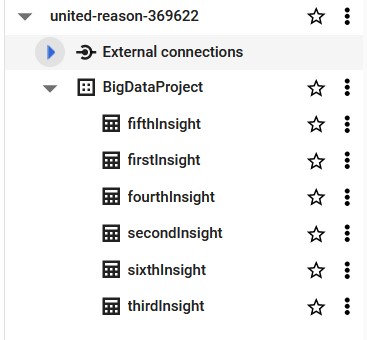 united-reason-369622
External connections
BigDataProject
fifthInsight
firstInsight
fourthInsight
secondInsight
sixthInsight
thirdInsight